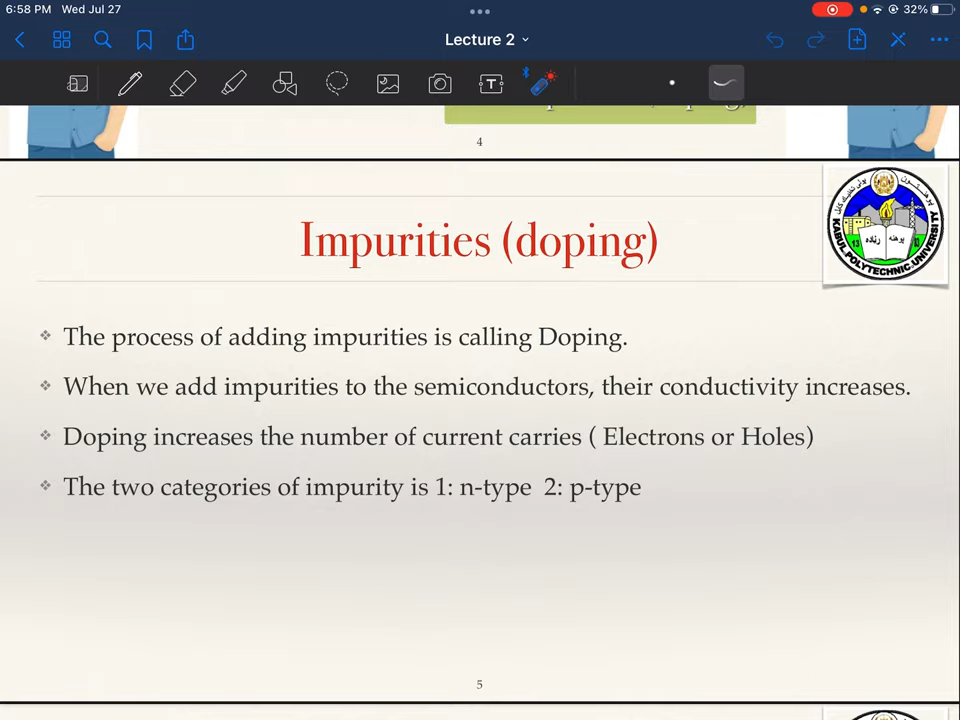 6:58 PM Wed Jul 27
32%
Lecture 2
T
4
Impurities (doping)
KABUL POLYTECHNIC UNIVERSITY
13
The process of adding impurities is calling Doping.
When we add impurities to the semiconductors, their conductivity increases.
Doping increases the number of current carries ( Electrons or Holes)
The two categories of impurity is 1: n-type 2: p-type
5